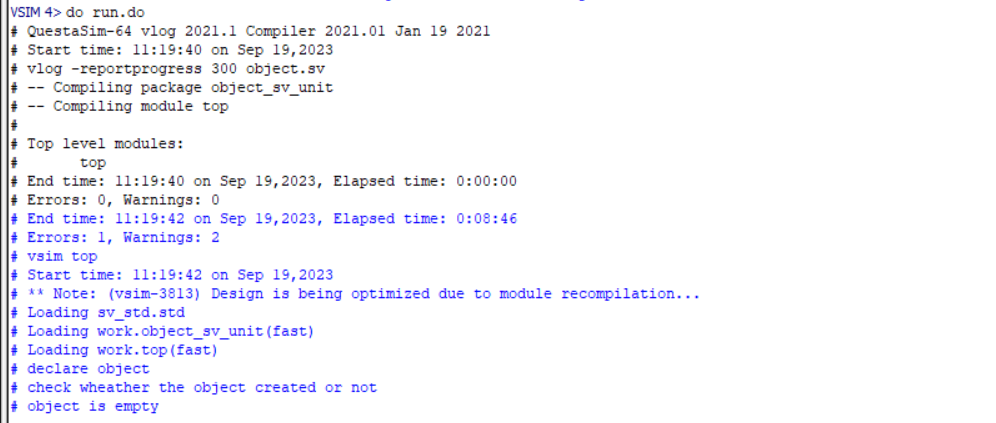 VSIM 4> do run.do
# QuestaSim-64 vlog 2021.1 Compiler 2021.01 Jan 19 2021
# Start time: 11:19:40 on Sep 19,2023
# vlog -reportprogress 300 object.sv
# -- Compiling package object_sv_unit
# -- Compiling module top
#
# Top level modules:
#       top
# End time: 11:19:40 on Sep 19,2023, Elapsed time: 0:00:00
# Errors: 0, Warnings: 0
# End time: 11:19:42 on Sep 19,2023, Elapsed time: 0:08:46
# Errors: 1, Warnings: 2
# vsim top
# Start time: 11:19:42 on Sep 19,2023
# ** Note: (vsim-3813) Design is being optimized due to module recompilation...
# Loading sv_std.std
# Loading work.object_sv_unit(fast)
# Loading work.top(fast)
# declare object
# check wheather the object created or not
# object is empty